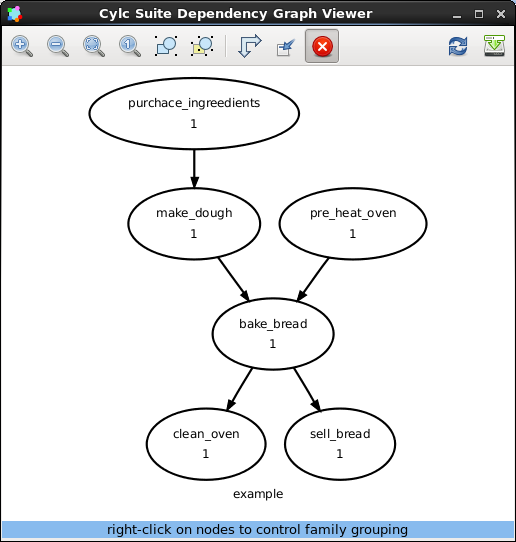 Cylc Suite Dependency Graph Viewer
purchace_ingreedients
1
make_dough
1
pre_heat_oven
1
bake_bread
1
clean_oven
1
sell_bread
1
example
right-click on nodes to control family grouping